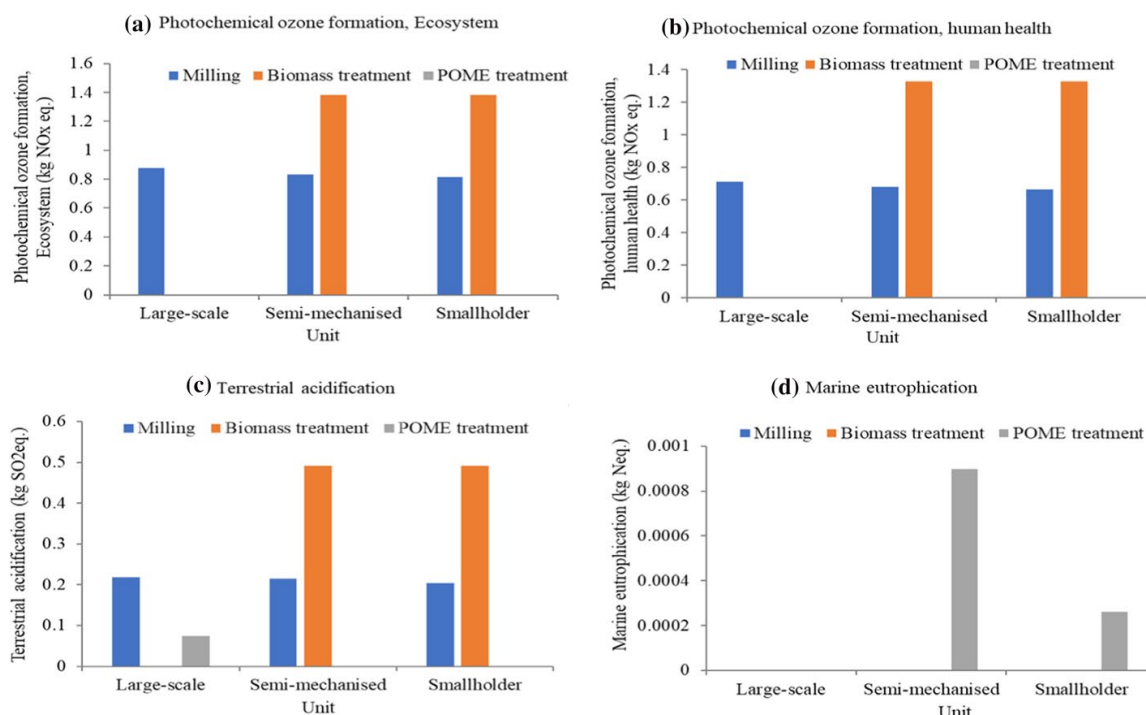 (a) Photochemical ozone formation, Ecosystem
Photochemical ozone formation,
Ecosystem (kg NOx eq.)
Milling Biomass treatment POME treatment
1.6
1.4
1.2
1
0.8
0.6
0.4
0.2
0
Large-scale Semi-mechanised Smallholder
Unit
(b) Photochemical ozone formation, human health
Photochemical ozone formation,
human health (kg NOx eq.)
Milling Biomass treatment POME treatment
1.4
1.2
1
0.8
0.6
0.4
0.2
0
Large-scale Semi-mechanised Smallholder
Unit
(c) Terrestrial acidification
Terrestrial acidification (kg SO2eq.)
Milling Biomass treatment POME treatment
0.6
0.5
0.4
0.3
0.2
0.1
0
Large-scale Semi-mechanised Smallholder
Unit
(d) Marine eutrophication
Marine eutrophication (kg Neq.)
Milling Biomass treatment POME treatment
0.001
0.0008
0.0006
0.0004
0.0002
0
Large-scale Semi-mechanised Smallholder
Unit